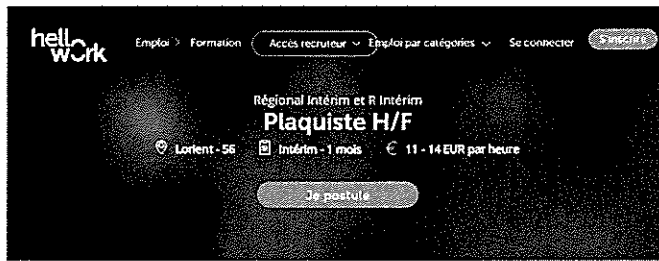 hellowork
Emploi > Formation Accès recruteur Emploi par catégories Se connecter S'inscrire
Régional Intérim et R Intérim
Plaquiste H/F
Lorient - 56 Intérim - 1 mois € 11 - 14 EUR par heure
Je postule